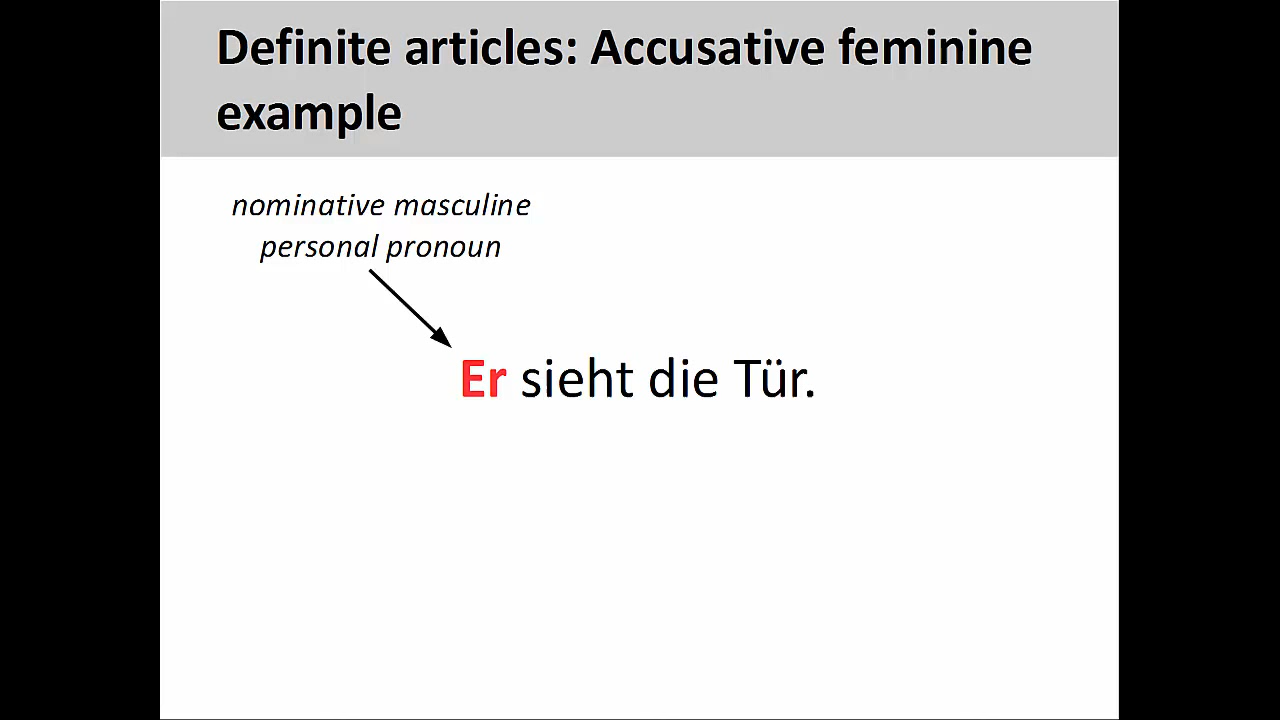 Definite articles: Accusative feminine
example
nominative masculine
personal pronoun
Er sieht die Tür.